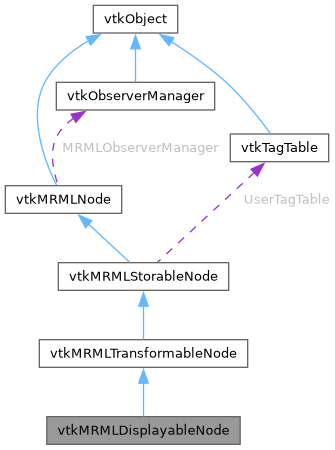 vtkObject
vtkObserverManager
MRMLObserverManager
vtkTagTable
vtkMRMLNode
UserTagTable
vtkMRMLStorableNode
vtkMRMLTransformableNode
vtkMRMLDisplayableNode